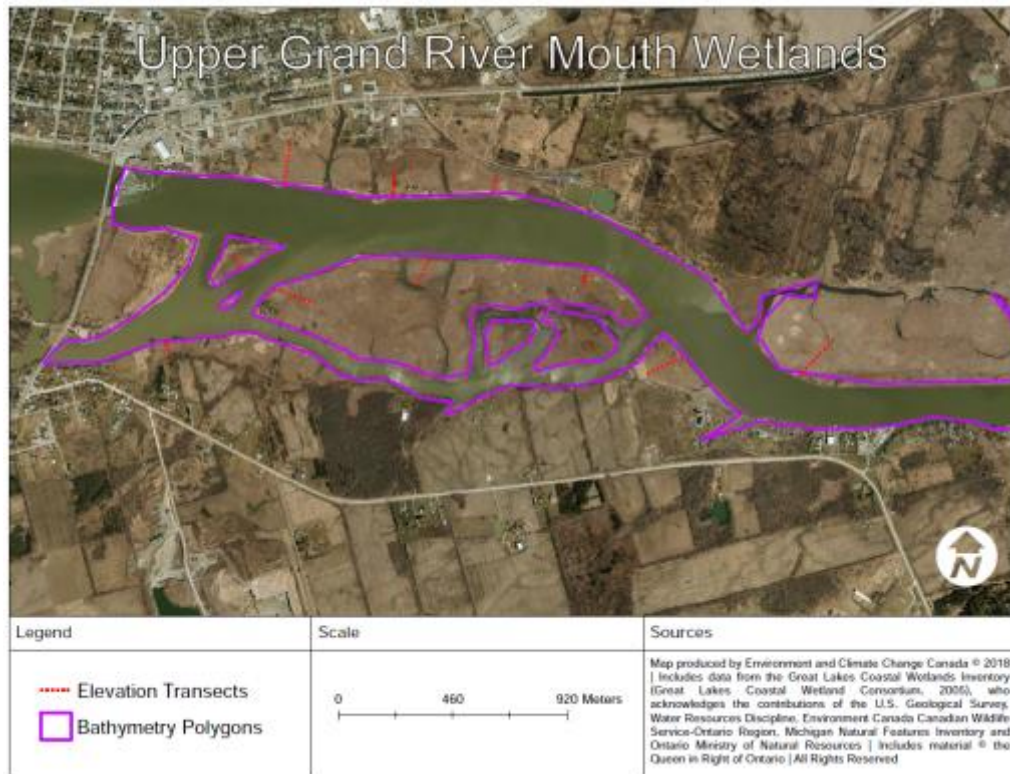 Upper Grand River Mouth Wetlands
N
Legend
Elevation Transects
Bathymetry Polygons
Scale
0 460 920 Meters
Sources
Map produced by Environment and Climate Change Canada © 2018
| Includes data from the Great Lakes Coastal Wetlands Inventory
(Great Lakes Coastal Wetland Consortium, 2005), who
acknowledges the contributions of the U.S. Geological Survey,
Water Resources Discipline, Environment Canada Canadian Wildlife
Service-Ontario Region, Michigan Natural Features Inventory and
Ontario Ministry of Natural Resources | Includes material © the
Queen in Right of Ontario | All Rights Reserved